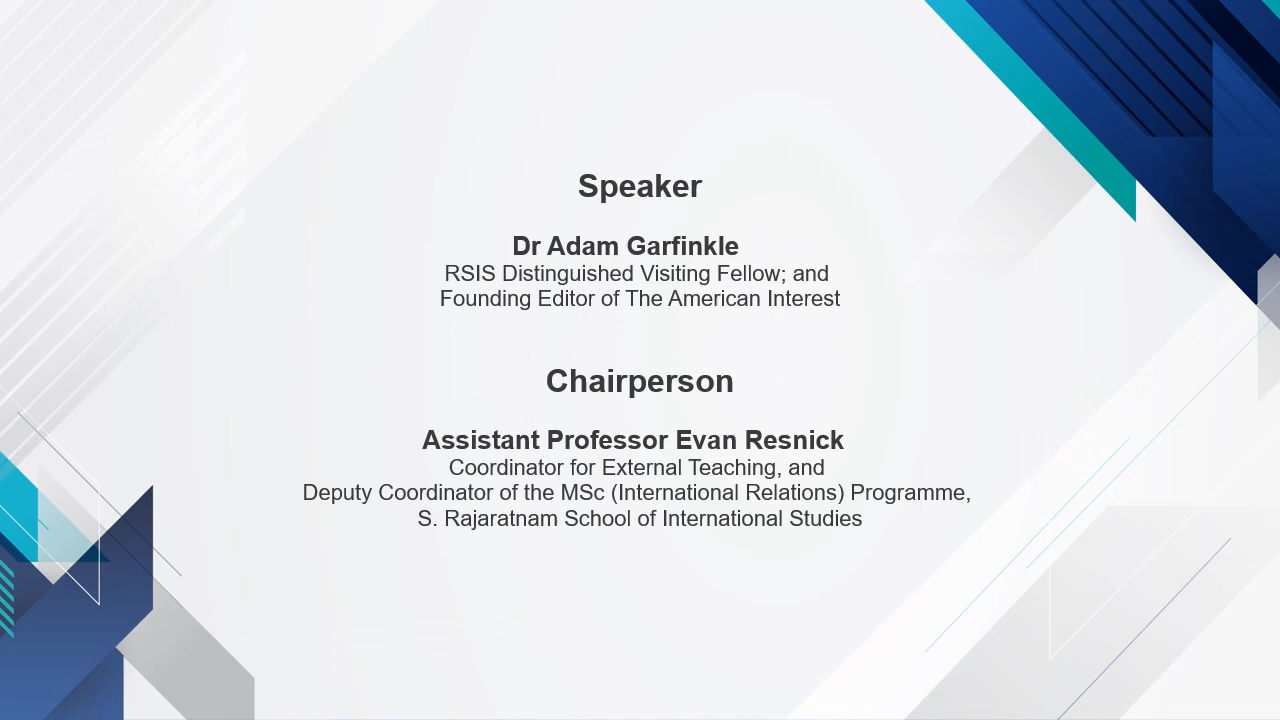 Speaker
Dr Adam Garfinkle
RSIS Distinguished Visiting Fellow; and
Founding Editor of The American Interest
Chairperson
Assistant Professor Evan Resnick
Coordinator for External Teaching, and
Deputy Coordinator of the MSc (International Relations) Programme,
S. Rajaratnam School of International Studies